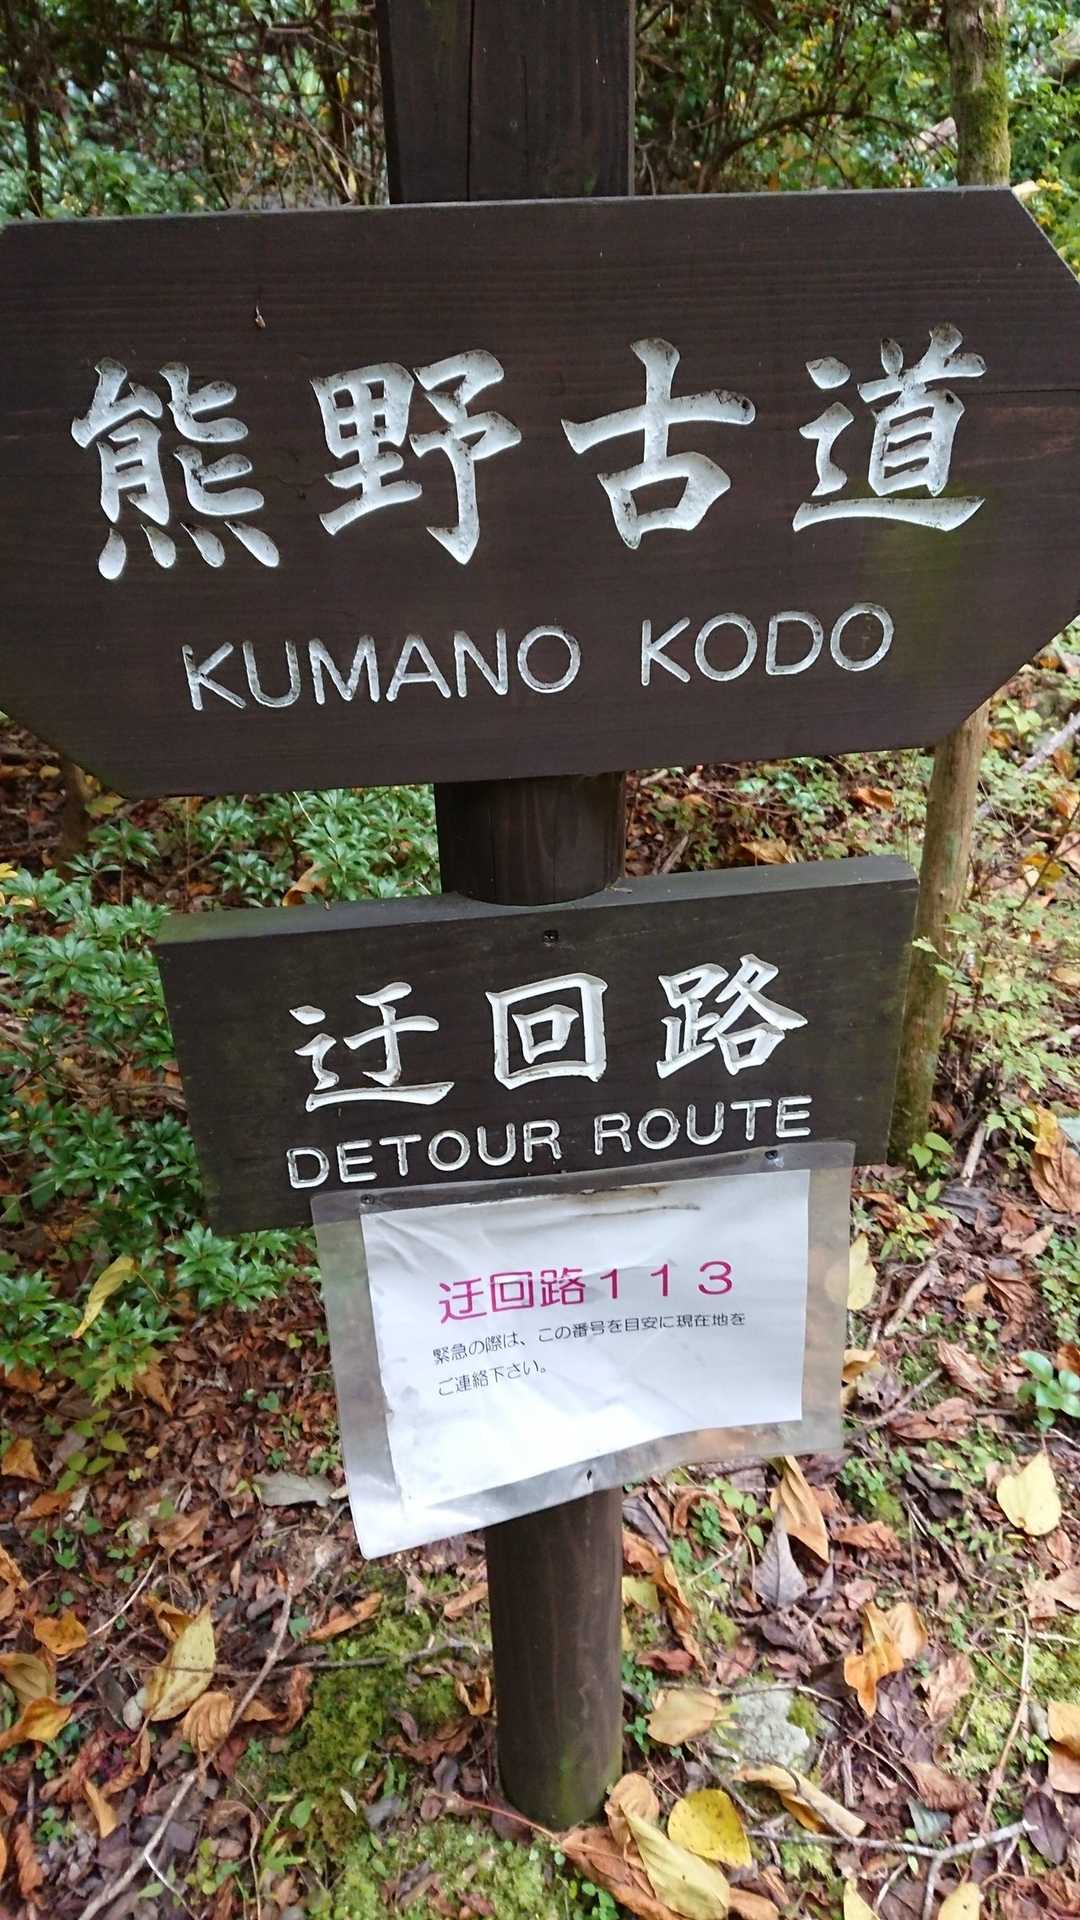 熊野古道
KUMANO KODO
迂回路
DETOUR ROUTE
迂回路１１３
緊急の際は、この番号を目安に現在地を
ご連絡下さい。